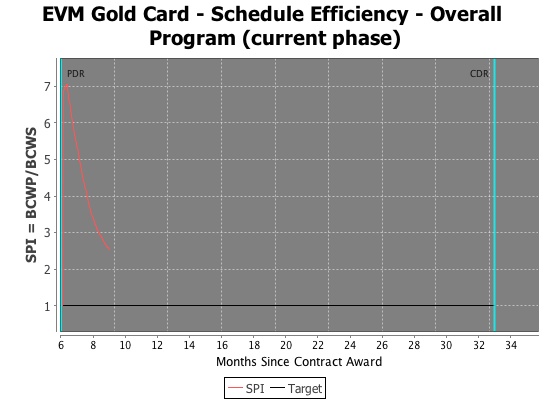 EVM Gold Card - Schedule Efficiency - Overall
Program (current phase)
SPI = BCWP/BCWS
7
6
5
4
3
2
1
PDR
CDR
6 8 10 12 14 16 18 20 22 24 26 28 30 32 34
Months Since Contract Award
SPI Target